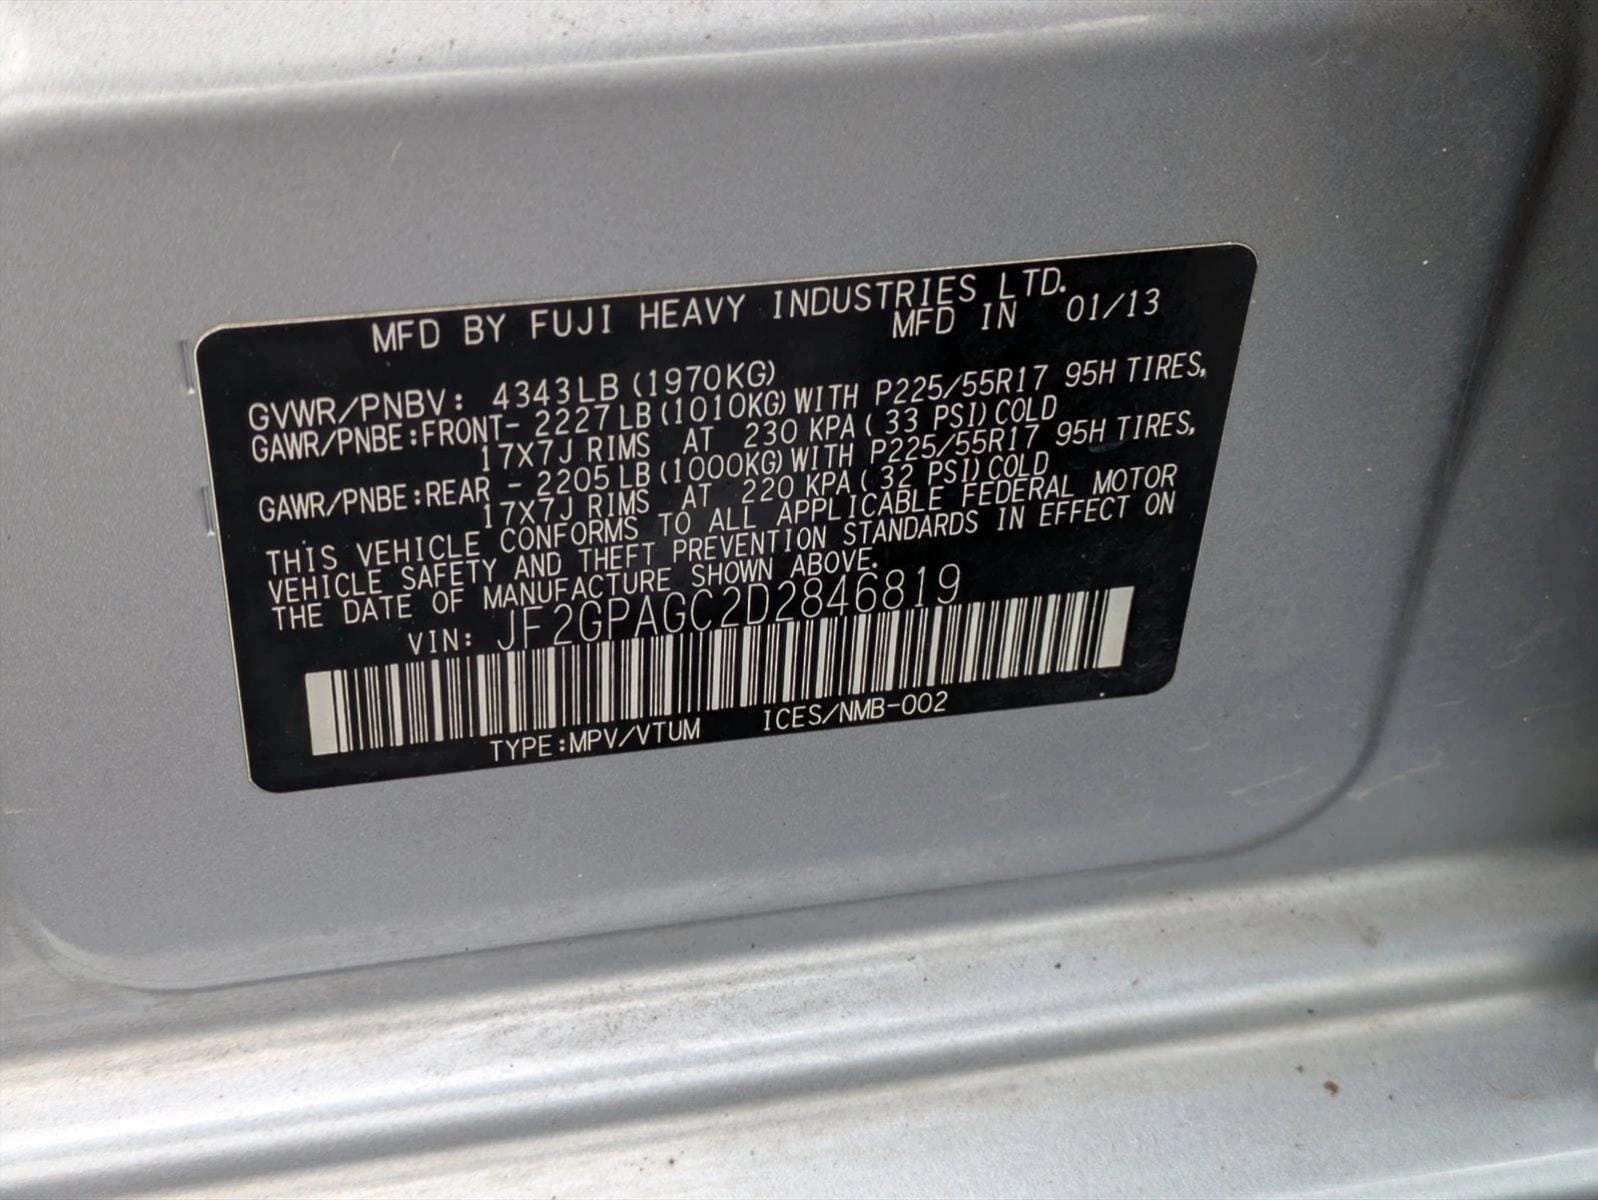 MFD BY FUJI HEAVY INDUSTRIES LTD.
MFD IN 01/13
GVWR/PNBV: 4343LB (1970KG)
GAWR/PNBE:FRONT- 2227LB (1010KG)WITH P225/55R17 95H TIRES,
17X7J RIMS AT 230 KPA( 33 PSI)COLD
GAWR/PNBE:REAR - 2205LB (1000KG)WITH P225/55R17 95H TIRES,
17X7J RIMS AT 220 KPA( 32 PSI)COLD
THIS VEHICLE CONFORMS TO ALL APPLICABLE FEDERAL MOTOR
VEHICLE SAFETY AND THEFT PREVENTION STANDARDS IN EFFECT ON
THE DATE OF MANUFACTURE SHOWN ABOVE.
VIN: JF2GPAGC2D2846819
TYPE:MPV/VTUM ICES/NMB-002